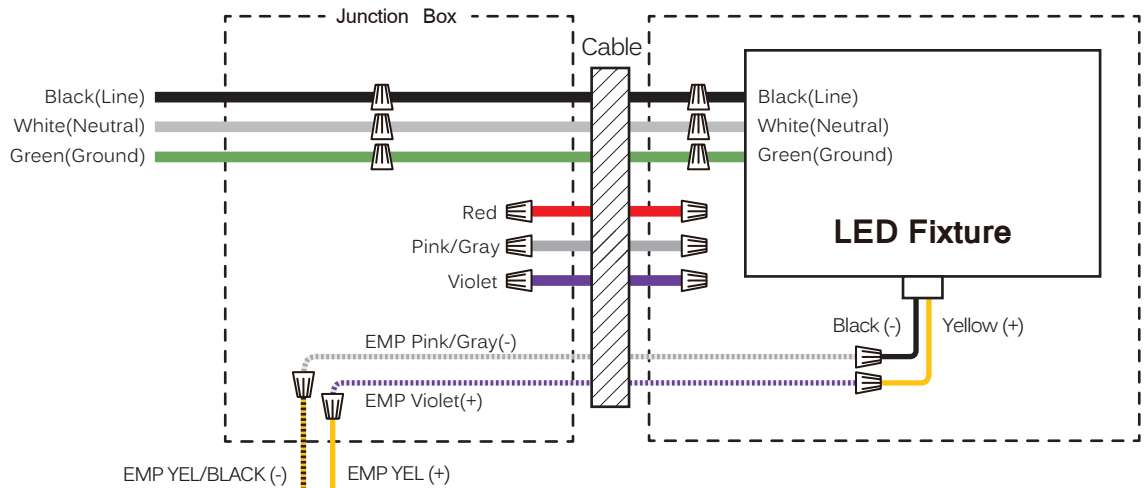 Junction Box
Cable
Black(Line)
White(Neutral)
Green(Ground)
Black(Line)
White(Neutral)
Green(Ground)
LED Fixture
Red
Pink/Gray
Violet
Black (-)
Yellow (+)
EMP Pink/Gray(-)
EMP Violet(+)
EMP YEL/BLACK (-)
EMP YEL (+)